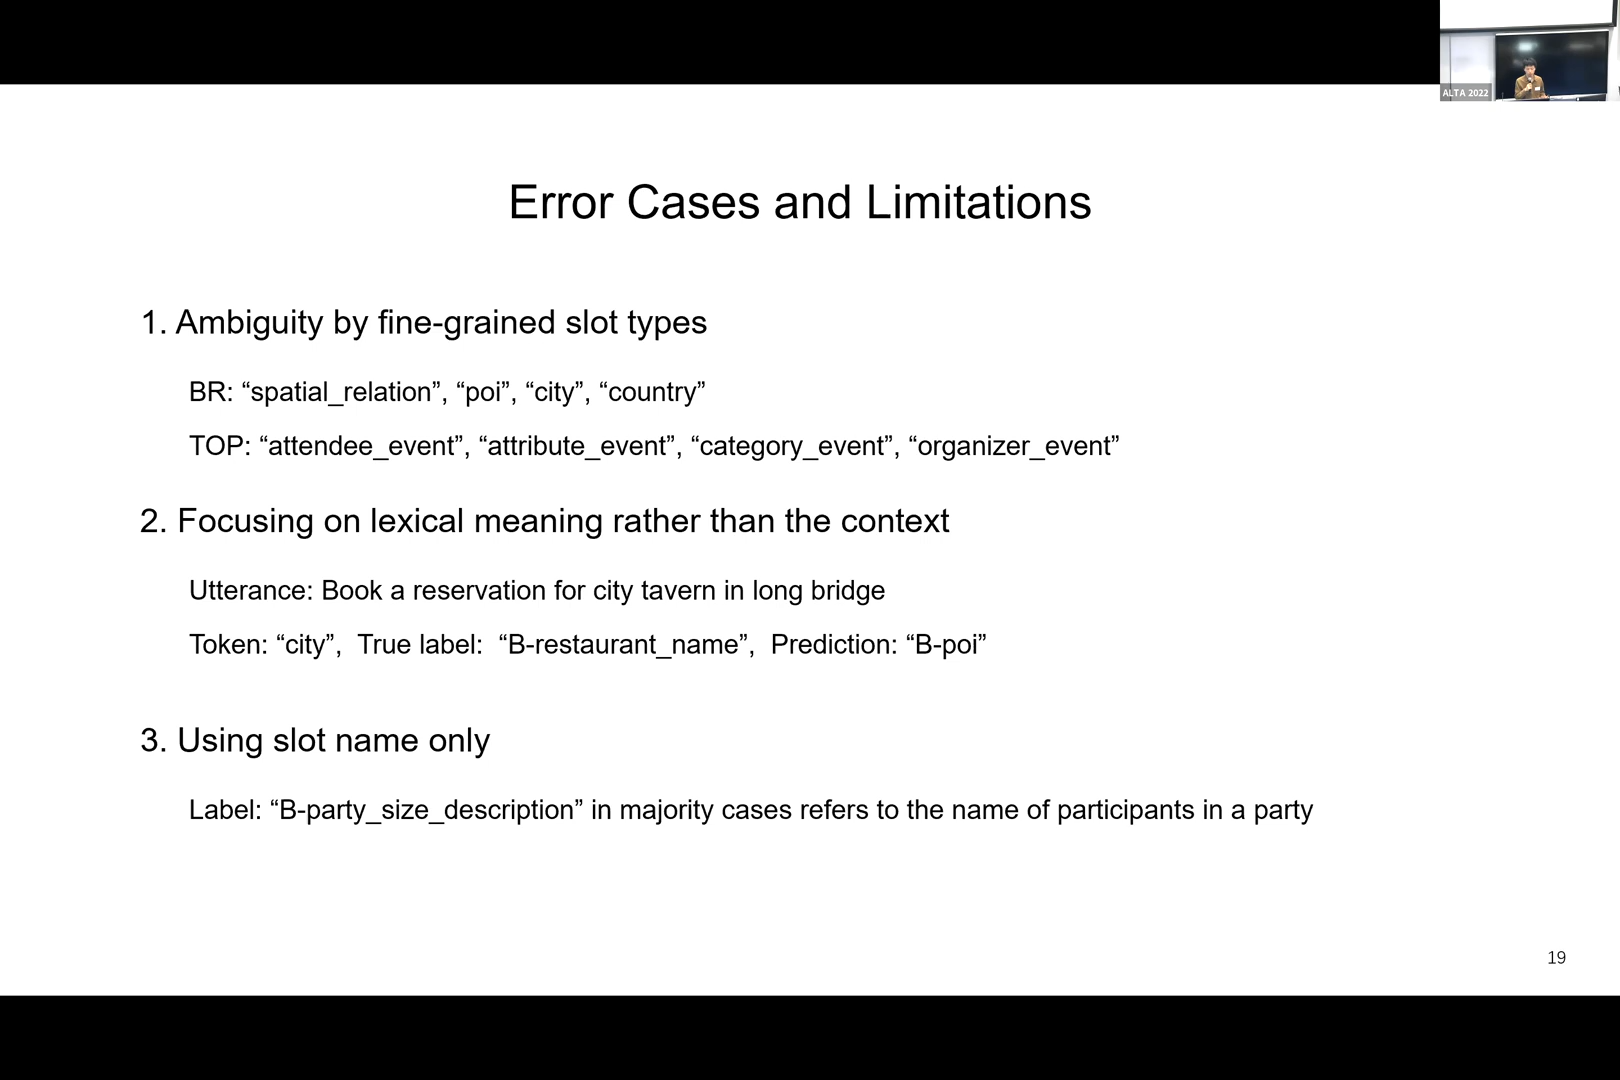 ALTA 2022
Error Cases and Limitations
1. Ambiguity by fine-grained slot types
BR: “spatial_relation”, “poi”, “city”, “country”
TOP: “attendee_event”, “attribute_event”, “category_event”, “organizer_event”
2. Focusing on lexical meaning rather than the context
Utterance: Book a reservation for city tavern in long bridge
Token: “city”, True label: “B-restaurant_name”, Prediction: “B-poi”
3. Using slot name only
Label: “B-party_size_description” in majority cases refers to the name of participants in a party
19